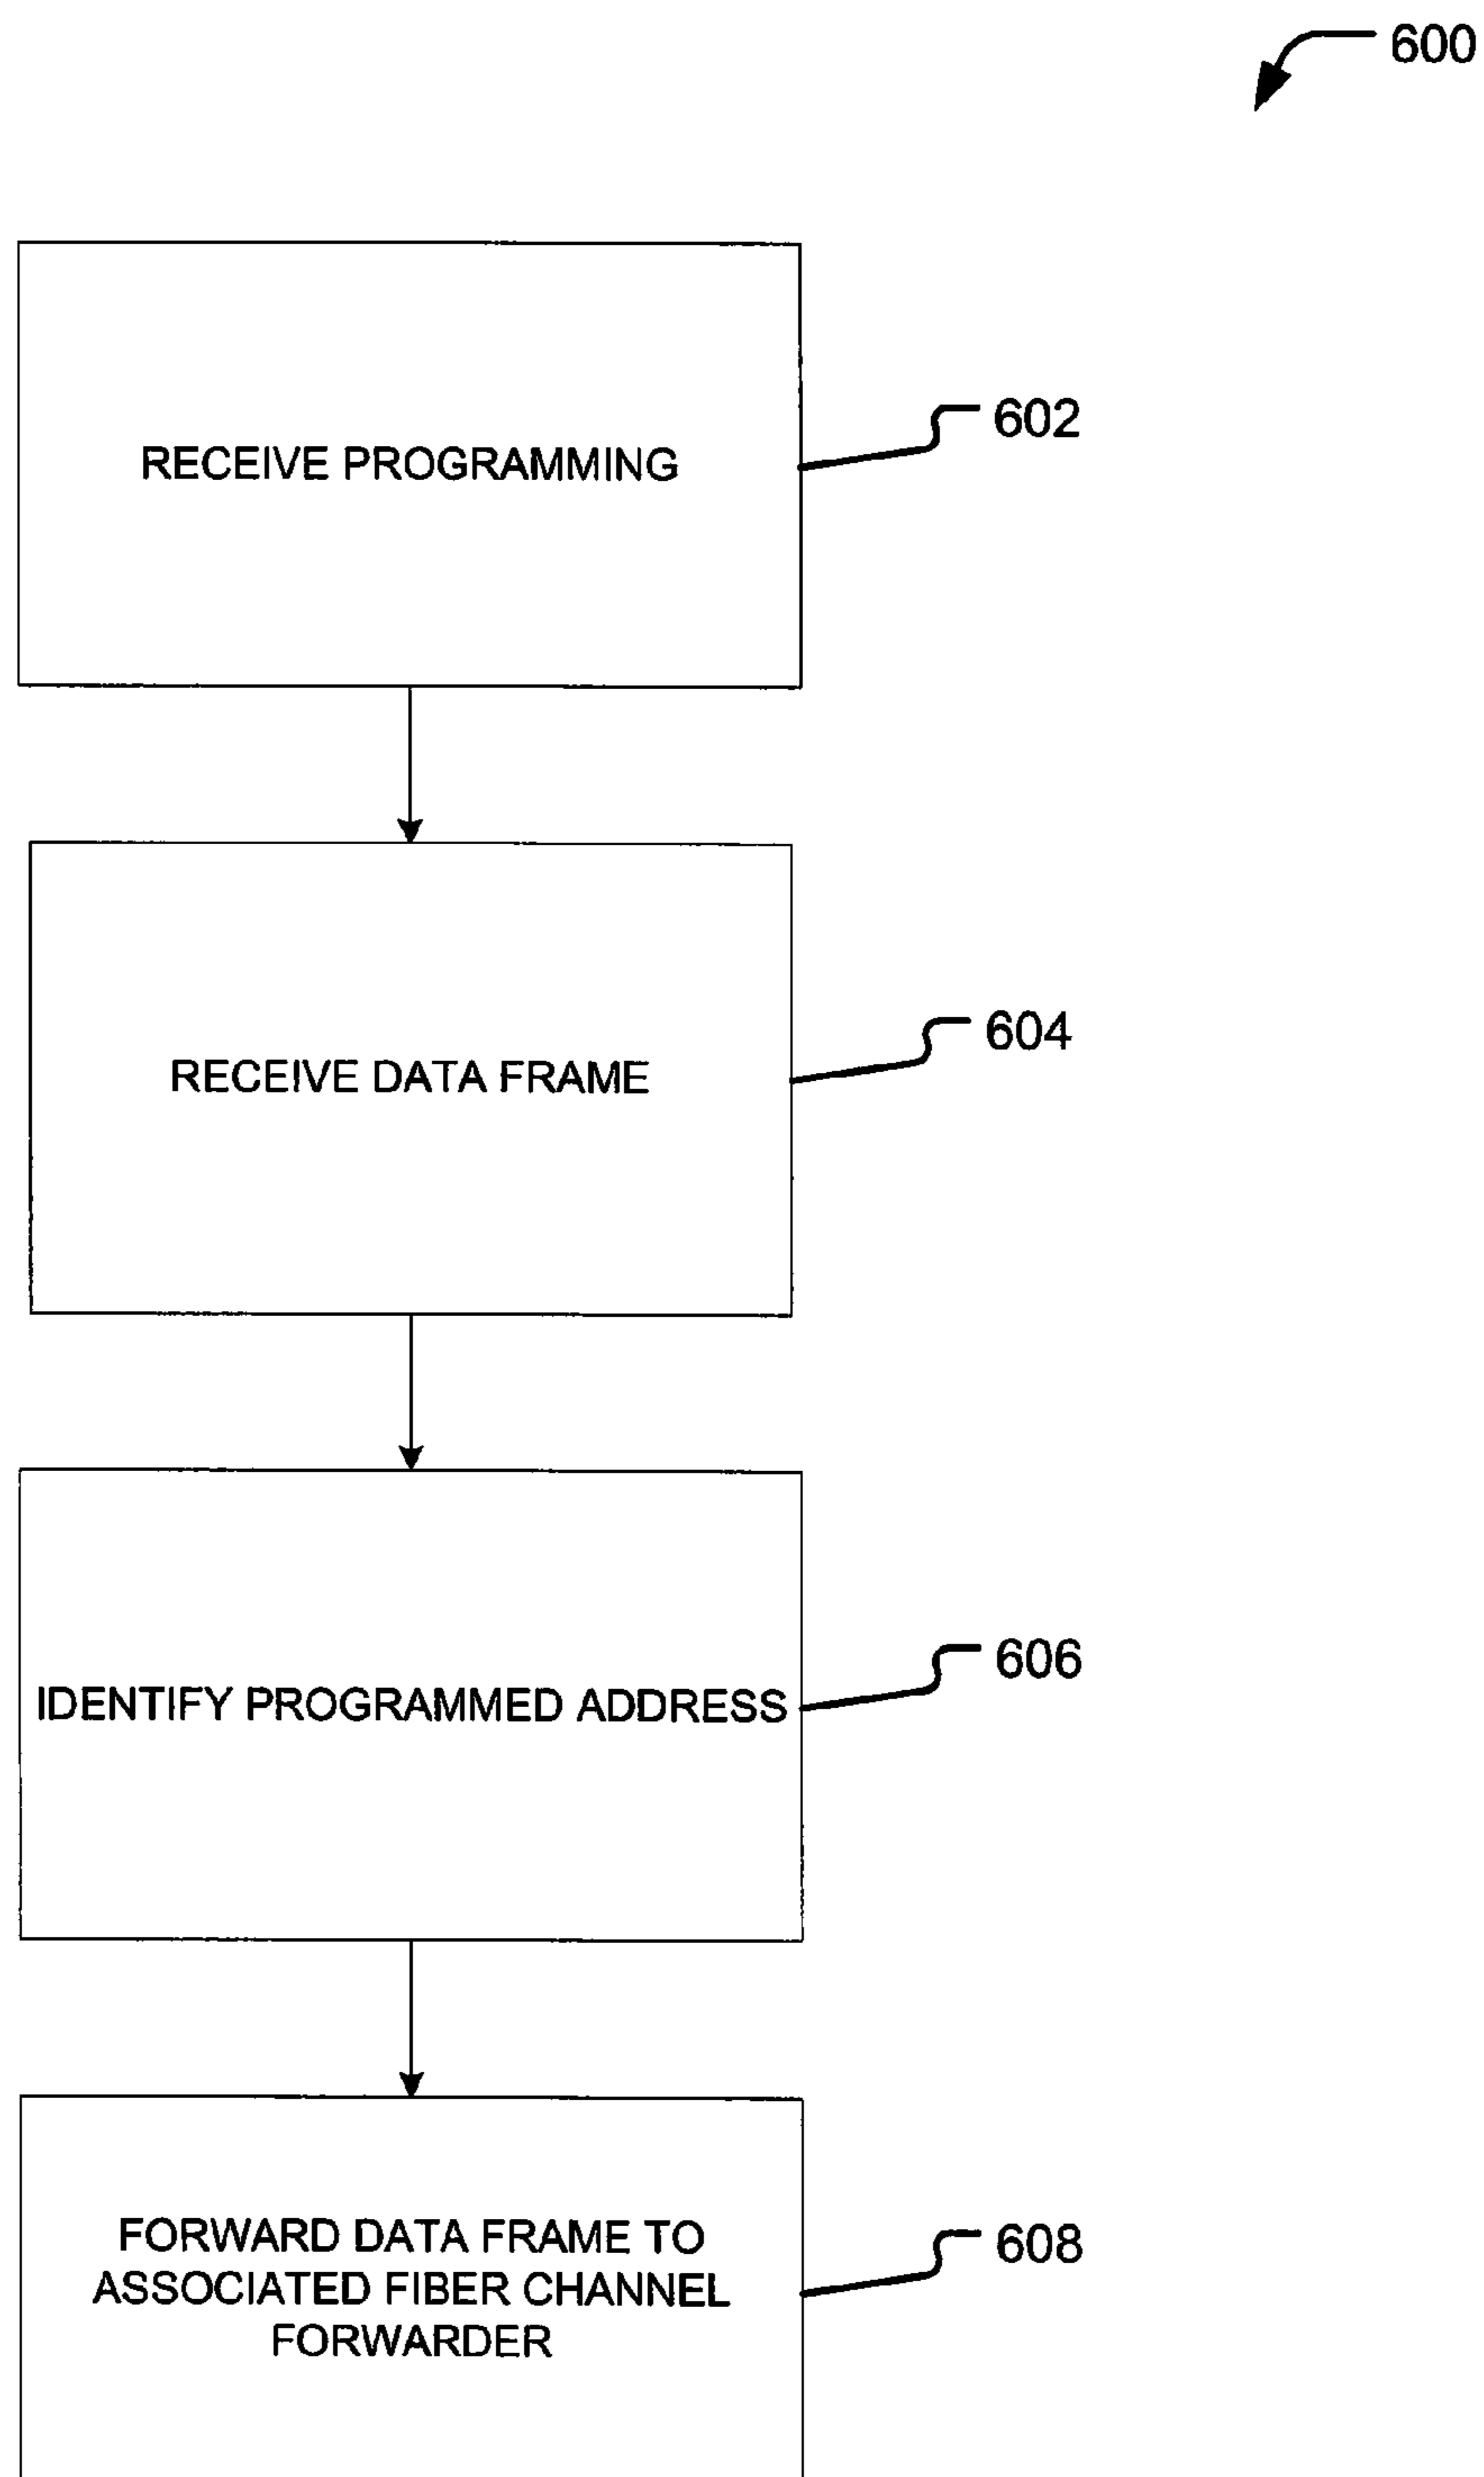 600
RECEIVE PROGRAMMING
602
RECEIVE DATA FRAME
604
IDENTIFY PROGRAMMED ADDRESS
606
FORWARD DATA FRAME TO
ASSOCIATED FIBER CHANNEL
FORWARDER
608